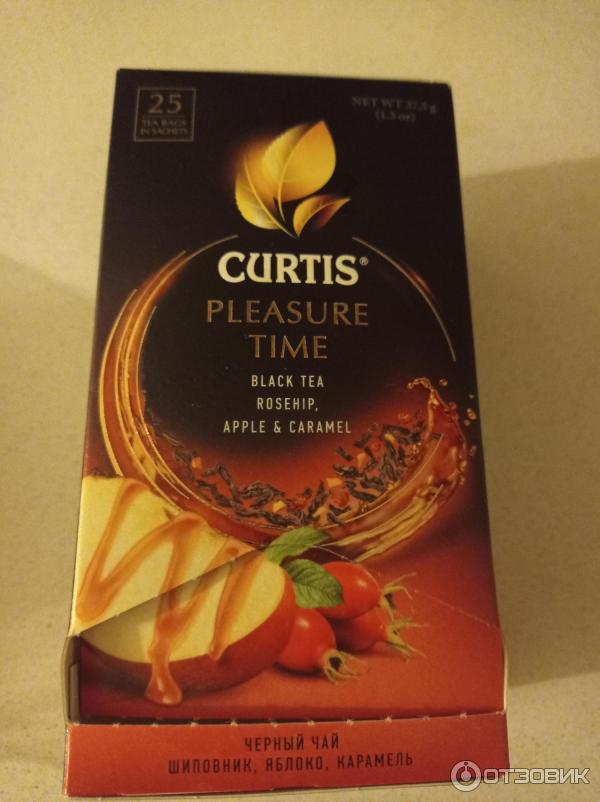 25
TEA BAGS
IN SACHETS
NET WT 37,5 g
(1.3 oz)
CURTIS®
PLEASURE
TIME
BLACK TEA
ROSEHIP,
APPLE & CARAMEL
ЧЕРНЫЙ ЧАЙ
ШИПОВНИК, ЯБЛОКО, КАРАМЕЛЬ
ОТЗОВИК